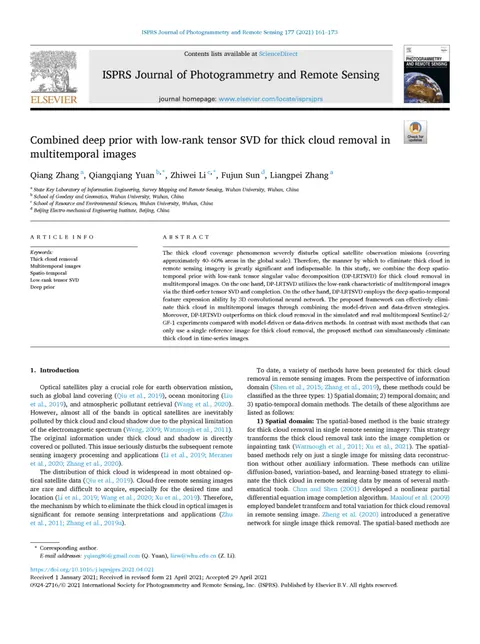 ISPRS Journal of Photogrammetry and Remote Sensing 177 (2021) 161–173
Contents lists available at ScienceDirect
ISPRS Journal of Photogrammetry and Remote Sensing
journal homepage: www.elsevier.com/locate/isprsjprs
ELSEVIER
PHOTOGRAMMETRY
AND REMOTE SENSING
Check for
updates
Combined deep prior with low-rank tensor SVD for thick cloud removal in
multitemporal images
Qiang Zhang a, Qiangqiang Yuan b,*, Zhiwei Li c,*, Fujun Sun d, Liangpei Zhang a
a State Key Laboratory of Information Engineering, Survey Mapping and Remote Sensing, Wuhan University, Wuhan, China
b School of Geodesy and Geomatics, Wuhan University, Wuhan, China
c School of Resource and Environmental Sciences, Wuhan University, Wuhan, China
d Beijing Electro-mechanical Engineering Institute, Beijing, China
ARTICLE INFO
Keywords:
Thick cloud removal
Multitemporal images
Spatio-temporal
Low-rank tensor SVD
Deep prior
ABSTRACT
The thick cloud coverage phenomenon severely disturbs optical satellite observation missions (covering
approximately 40–60% areas in the global scale). Therefore, the manner by which to eliminate thick cloud in
remote sensing imagery is greatly significant and indispensable. In this study, we combine the deep spatio-
temporal prior with low-rank tensor singular value decomposition (DP-LRTSVD) for thick cloud removal in
multitemporal images. On the one hand, DP-LRTSVD utilizes the low-rank characteristic of multitemporal images
via the third-order tensor SVD and completion. On the other hand, DP-LRTSVD employs the deep spatio-temporal
feature expression ability by 3D convolutional neural network. The proposed framework can effectively elimi-
nate thick cloud in multitemporal images through combining the model-driven and data-driven strategies.
Moreover, DP-LRTSVD outperforms on thick cloud removal in the simulated and real multitemporal Sentinel-2/
GF-1 experiments compared with model-driven or data-driven methods. In contrast with most methods that can
only use a single reference image for thick cloud removal, the proposed method can simultaneously eliminate
thick cloud in time-series images.
1. Introduction
Optical satellites play a crucial role for earth observation mission,
such as global land covering (Qiu et al., 2019), ocean monitoring (Liu
et al., 2019), and atmospheric pollutant retrieval (Wang et al., 2020).
However, almost all of the bands in optical satellites are inevitably
polluted by thick cloud and cloud shadow due to the physical limitation
of the electromagnetic spectrum (Weng, 2009; Watmough et al., 2011).
The original information under thick cloud and shadow is directly
covered or polluted. This issue seriously disturbs the subsequent remote
sensing imagery processing and applications (Li et al., 2019; Meraner
et al., 2020; Zhang et al., 2020).
The distribution of thick cloud is widespread in most obtained op-
tical satellite data (Qiu et al., 2019). Cloud-free remote sensing images
are rare and difficult to acquire, especially for the desired time and
location (Li et al., 2019; Wang et al., 2020; Xu et al., 2019). Therefore,
the mechanism by which to eliminate the thick cloud in optical images is
significant for remote sensing interpretations and applications (Zhu
et al., 2011; Zhang et al., 2019a).
To date, a variety of methods have been presented for thick cloud
removal in remote sensing images. From the perspective of information
domain (Shen et al., 2015; Zhang et al., 2019), these methods could be
classified as the three types: 1) Spatial domain; 2) temporal domain; and
3) spatio-temporal domain methods. The details of these algorithms are
listed as follows:
1) Spatial domain: The spatial-based method is the basic strategy
for thick cloud removal in single remote sensing imagery. This strategy
transforms the thick cloud removal task into the image completion or
inpainting task (Watmough et al., 2011; Xu et al., 2021). The spatial-
based methods rely on just a single image for missing data reconstruc-
tion without other auxiliary information. These methods can utilize
diffusion-based, variation-based, and learning-based strategy to elimi-
nate the thick cloud in remote sensing data by means of several math-
ematical tools. Chan and Shen (2001) developed a nonlinear partial
differential equation image completion algorithm. Maalouf et al. (2009)
employed bandelet transform and total variation for thick cloud removal
in remote sensing image. Zheng et al. (2020) introduced a generative
network for single image thick removal. The spatial-based methods are
* Corresponding author.
E-mail addresses: yqiang86@gmail.com (Q. Yuan), lizw@whu.edu.cn (Z. Li).
https://doi.org/10.1016/j.isprsjprs.2021.04.021
Received 1 January 2021; Received in revised form 21 April 2021; Accepted 29 April 2021
0924-2716/© 2021 International Society for Photogrammetry and Remote Sensing, Inc. (ISPRS). Published by Elsevier B.V. All rights reserved.